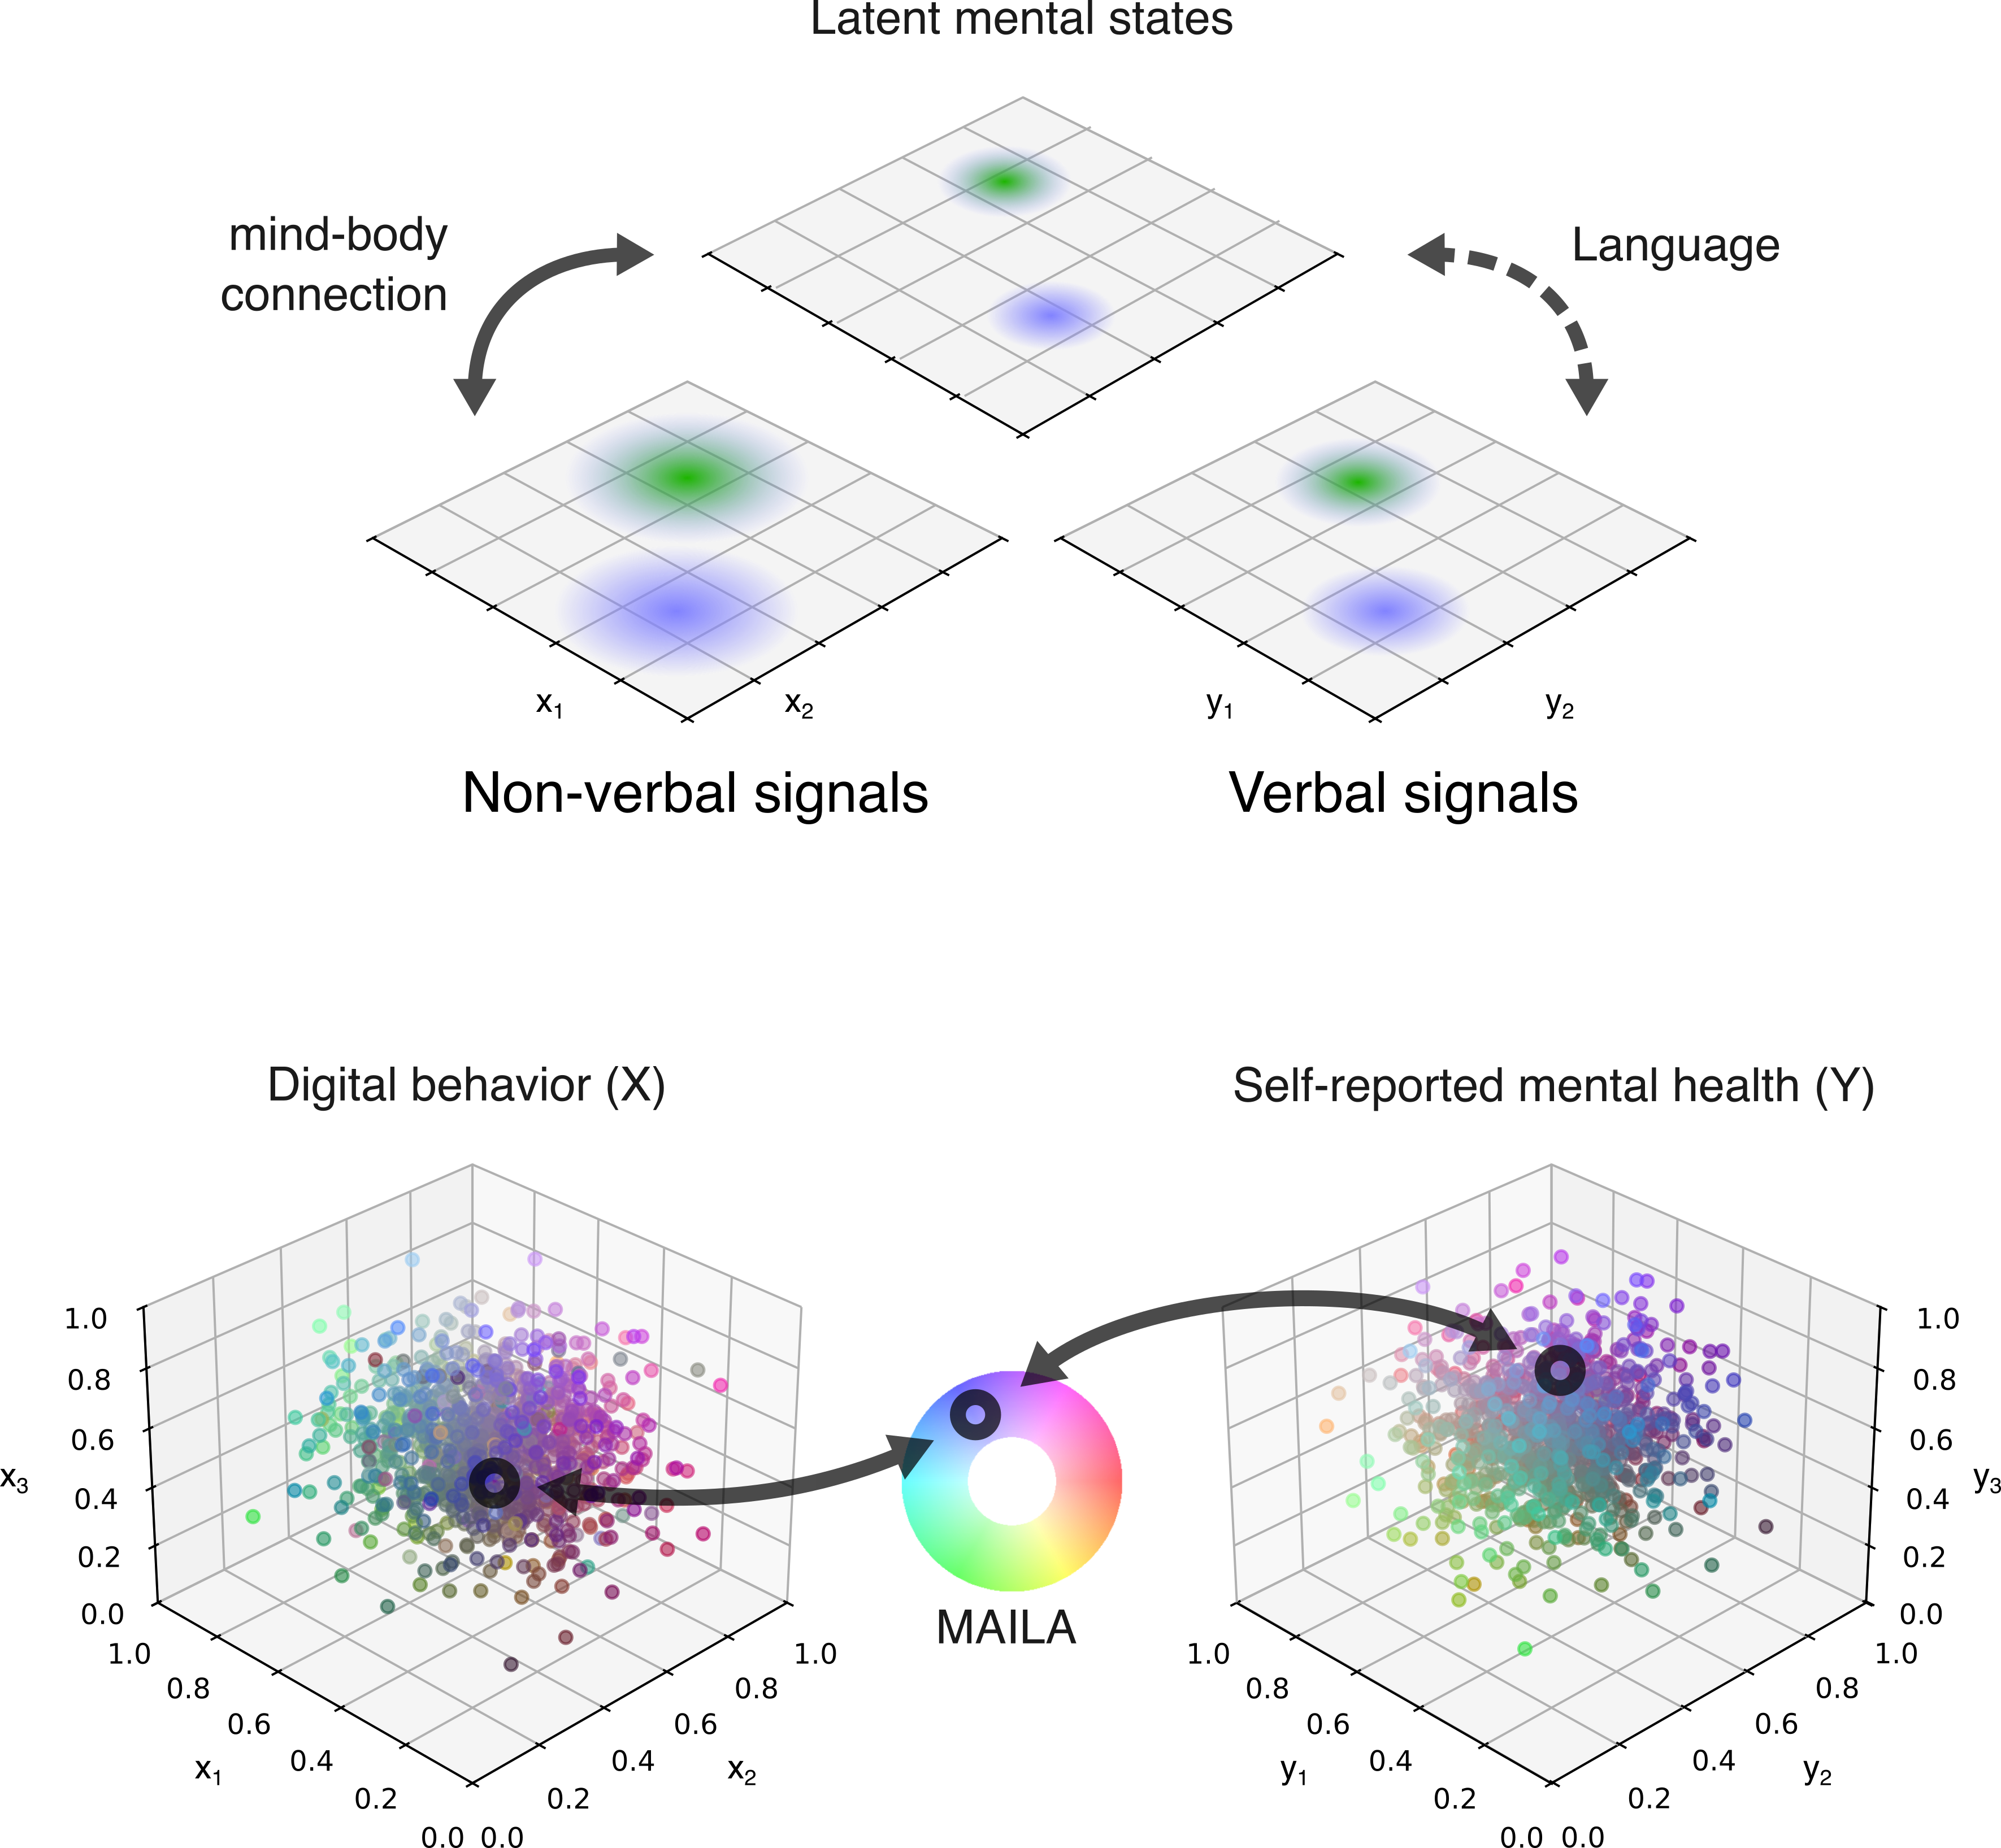 Latent mental states
mind-body
connection
Language
x₁
x₂
y₁
y₂
Non-verbal signals
Verbal signals
Digital behavior (X)
Self-reported mental health (Y)
1.0
0.8
0.6
0.4
0.2
0.0
x₃
1.0
0.8
0.6
0.4
0.2
0.0
x₁
0.0
0.2
0.4
0.6
0.8
1.0
x₂
MAILA
1.0
0.8
0.6
0.4
0.2
0.0
y₃
1.0
0.8
0.6
0.4
0.2
0.0
y₁
0.0
0.2
0.4
0.6
0.8
1.0
y₂